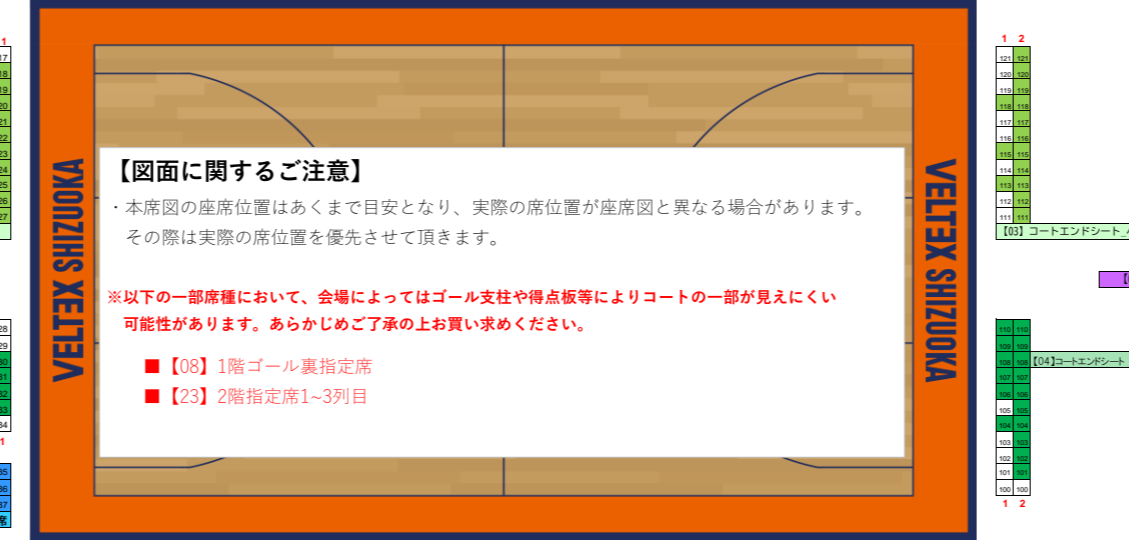 VELTEX SHIZUOKA
【図面に関するご注意】
・本席図の座席位置はあくまで目安となり、実際の席位置が座席図と異なる場合があります。
その際は実際の席位置を優先させて頂きます。
※以下の一部席種において、会場によってはゴール支柱や得点板等によりコートの一部が見えにくい
可能性があります。あらかじめご了承の上お買い求めください。
■【08】1階ゴール裏指定席
■【23】2階指定席1~3列目
VELTEX SHIZUOKA
1 2
121 121
120 120
119 119
118 118
117 117
116 116
115 115
114 114
113 113
112 112
111 111
【03】コートエンドシート_
110 110
109 109
108 108 【04】コートエンドシート
107 107
106 106
105 105
104 104
103 103
102 102
101 101
100 100
1 2